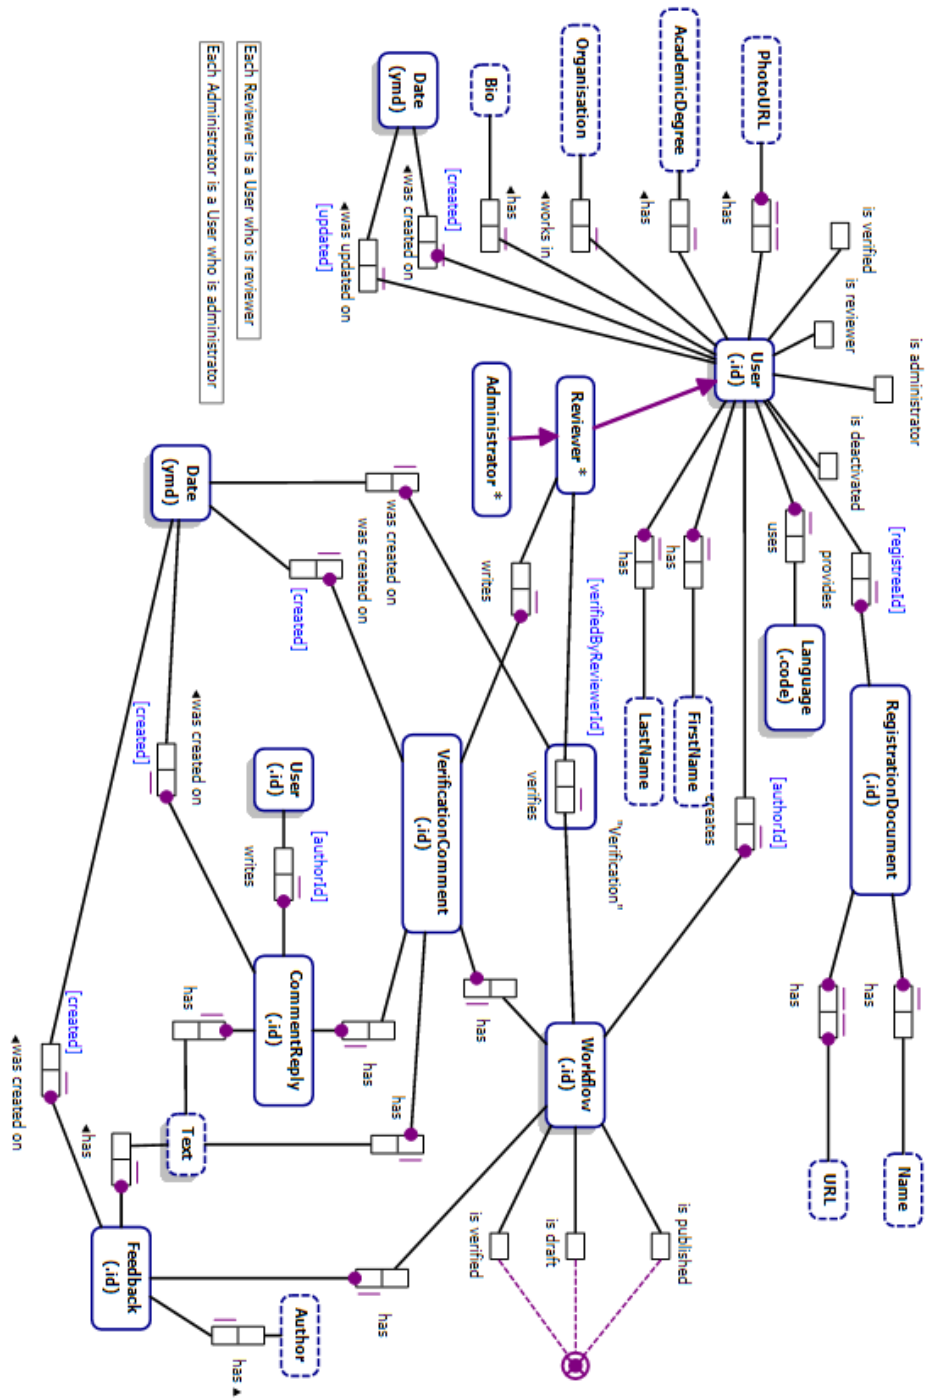 is administrator
Name
[registreeId]
RegistrationDocument
(.id)
is verified
has
is deactivated
is reviewer
URL
provides
Language
(.code)
has
[authorId]
uses
PhotoURL
User
(.id)
◄has
creates
FirstName
is published
AcademicDegree
has
◄has
LastName
has
"Verification"
[verifiedByReviewerId]
Workflow
(.id)
Organisation
Reviewer *
is draft
◄works in
verifies
Bio
Administrator *
◄has
writes
has
is verified
[created]
VerificationComment
(.id)
Date
(ymd)
◄was created on
was created on
has
was created on
has
has
◄was updated on
[updated]
[created]
[authorId]
CommentReply
(.id)
Author
User
(.id)
writes
has ▲
Each Reviewer is a User who is reviewer
Each Administrator is a User who is administrator
Date
(ymd)
◄was created on
has
Text
[created]
Feedback
(.id)
◄has
[created]
◄was created on